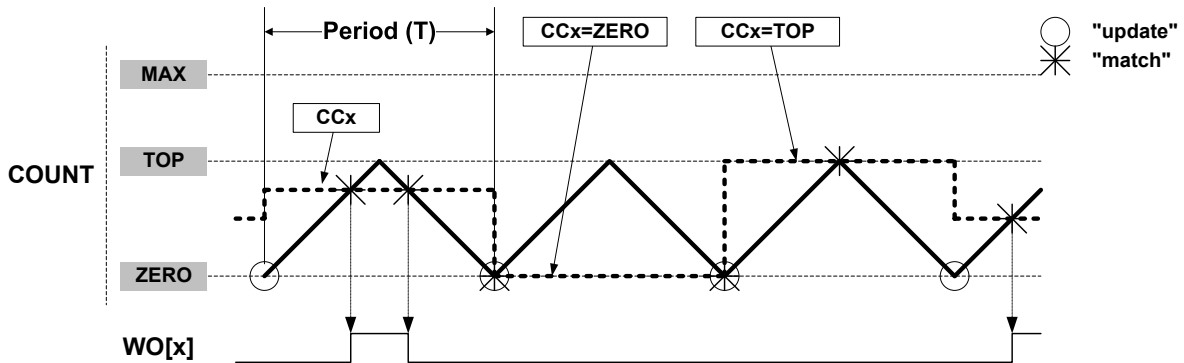 Period (T)
CCx=ZERO
CCx=TOP
"update"
"match"
MAX
CCx
TOP
COUNT
ZERO
WO[x]